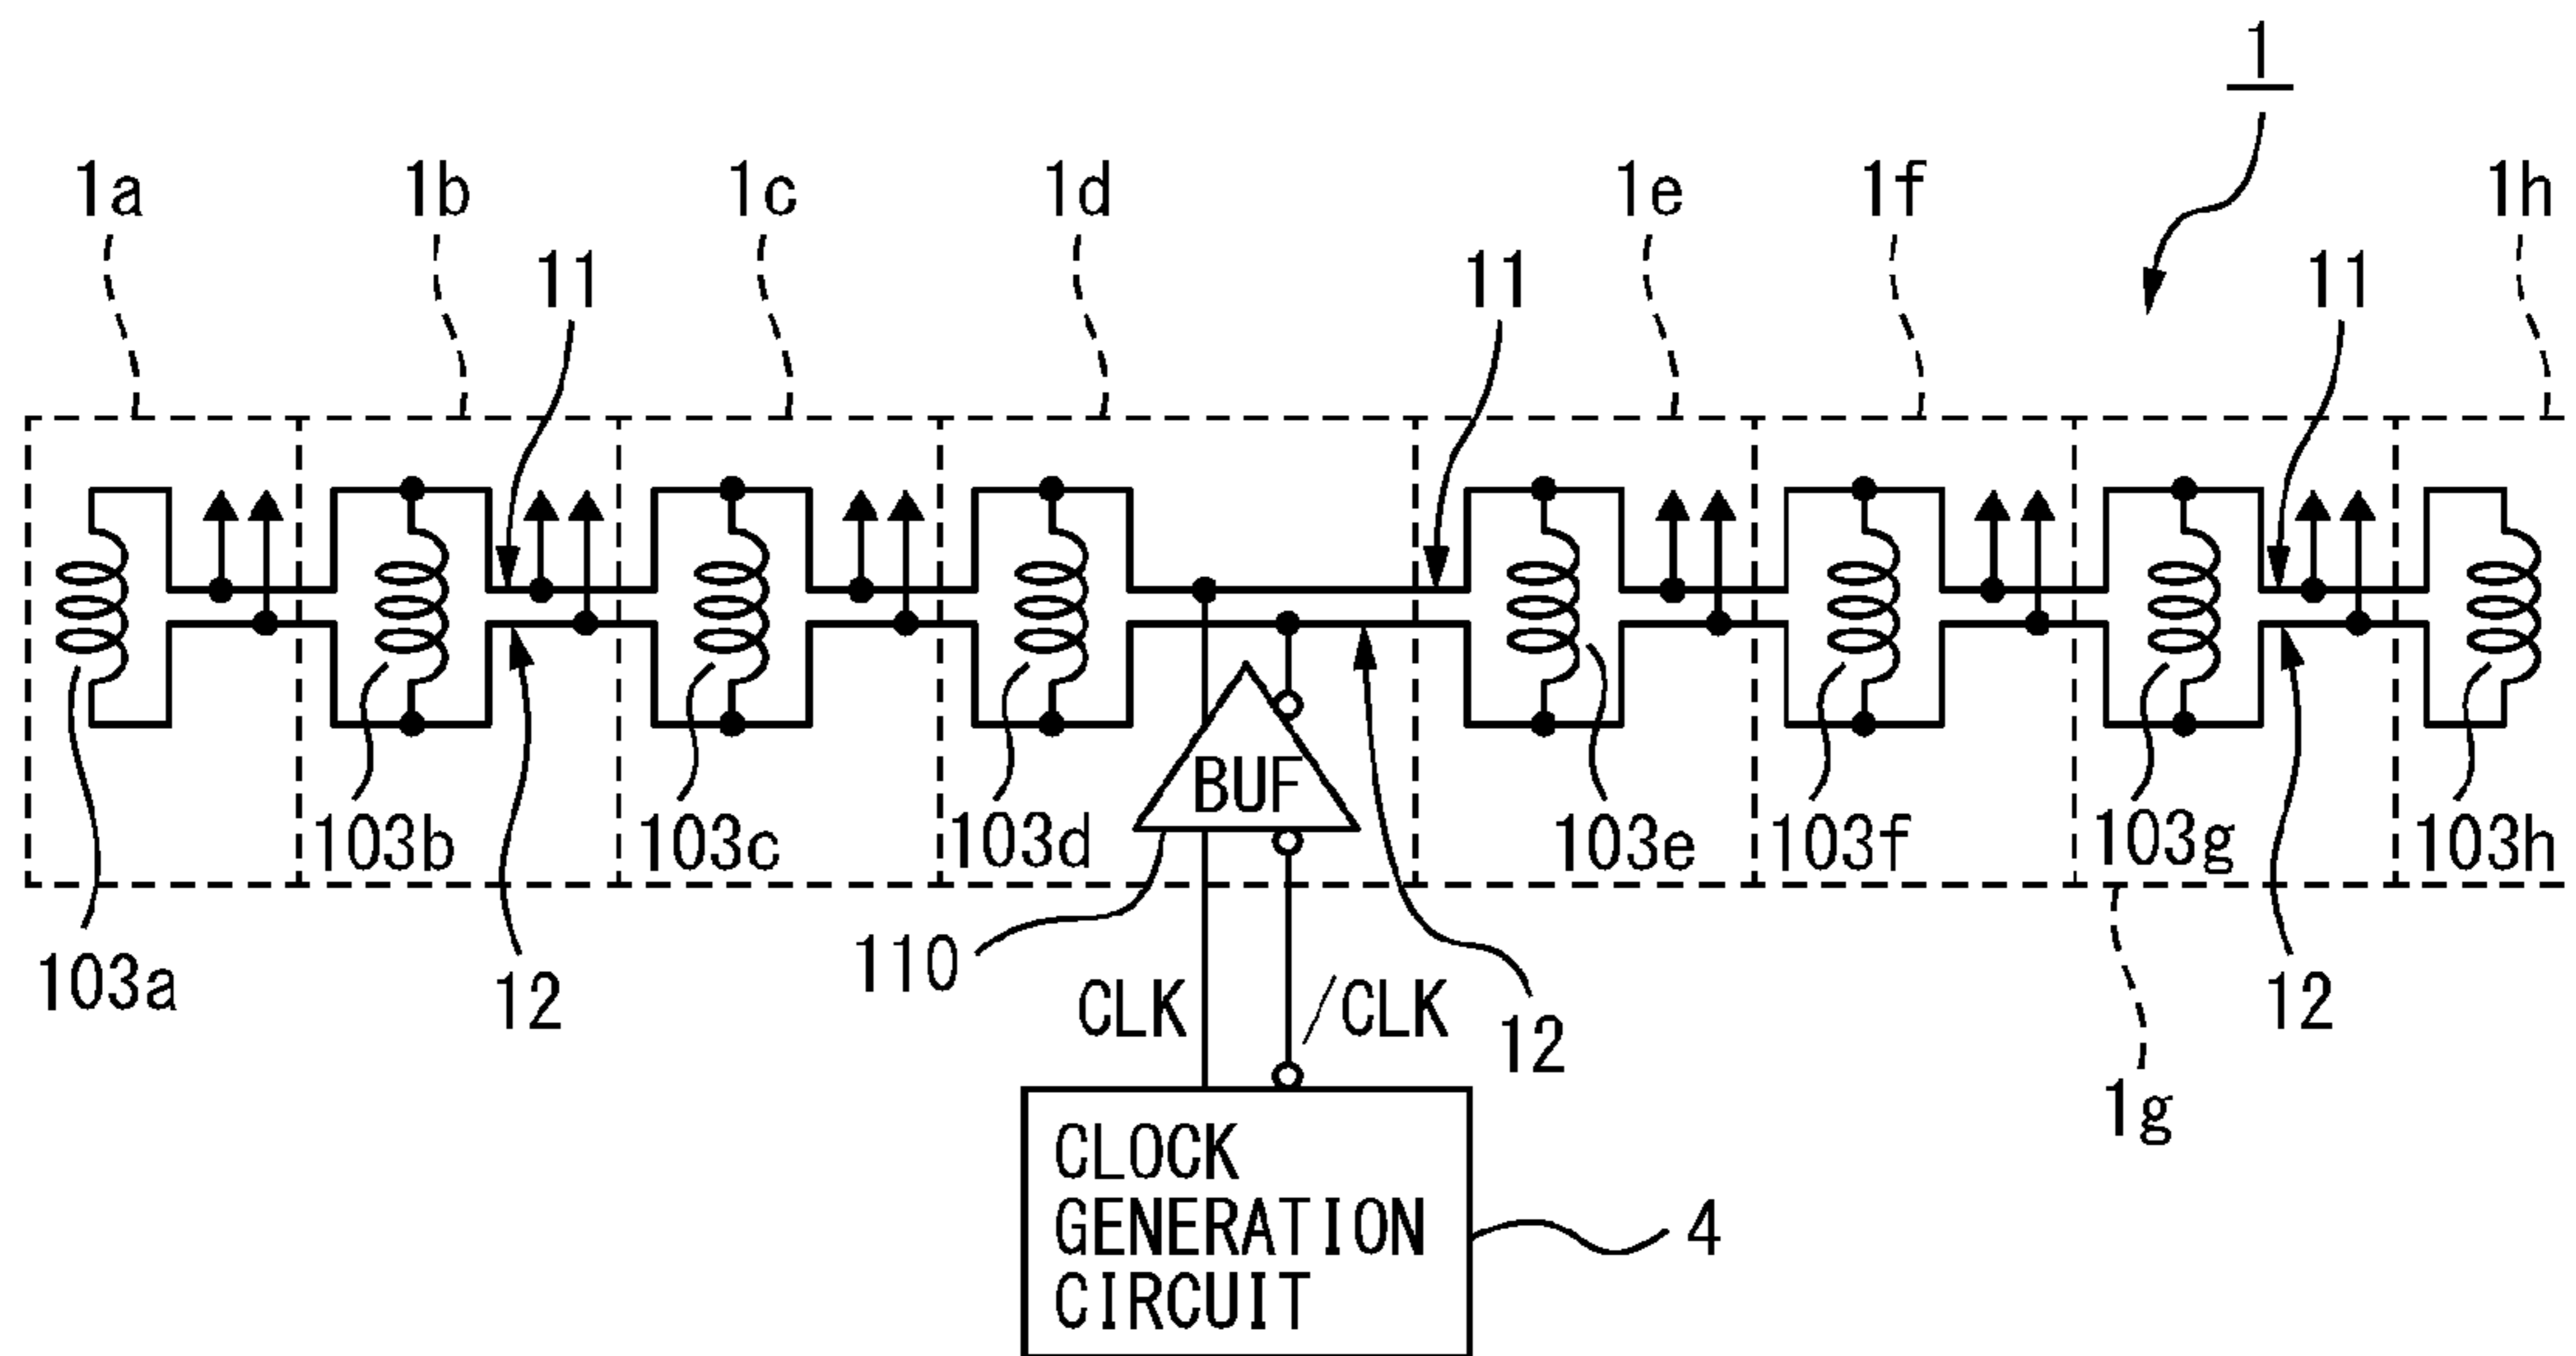 1
1a 1b 1c 1d 1e 1f 1h
11 11 11
BUF
103b 103c 103d 103e 103f 103g 103h
103a 12 110 CLK /CLK 12 12
1g
CLOCK
GENERATION
CIRCUIT
4